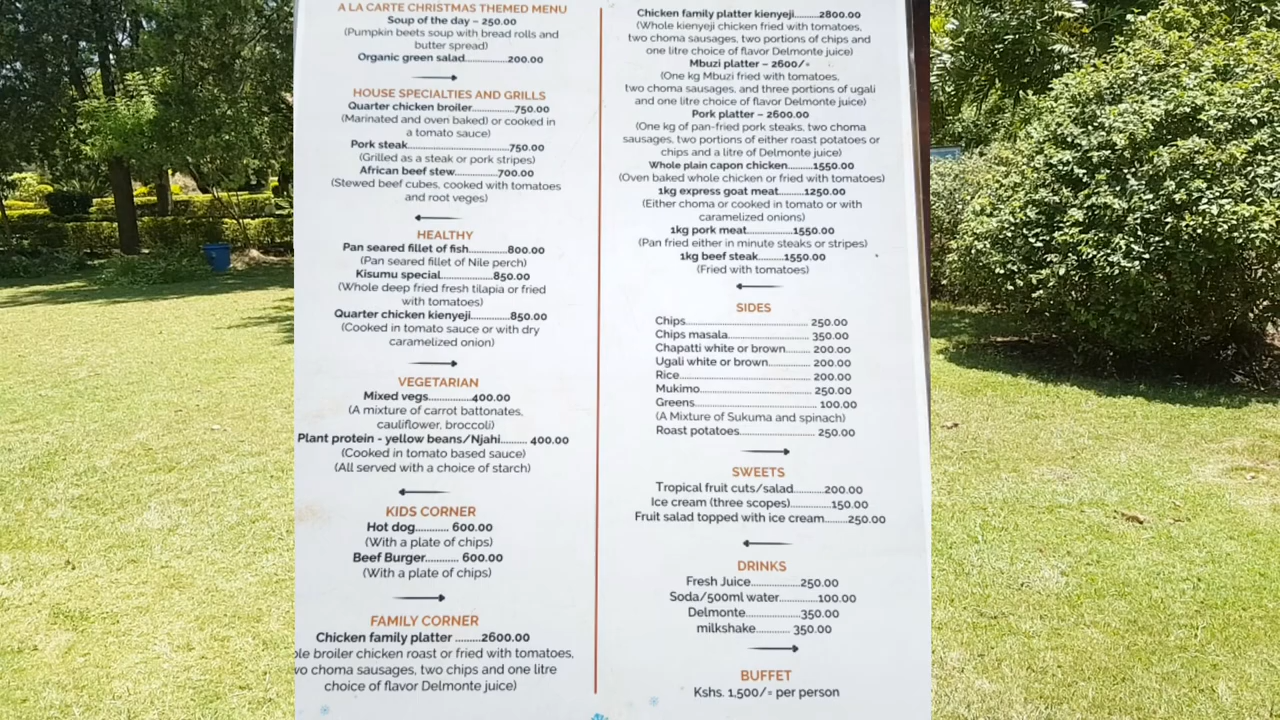 A LA CARTE CHRISTMAS THEMED MENU
Soup of the day – 250.00
(Pumpkin beets soup with bread rolls and
butter spread)
Organic green salad..................200.00
HOUSE SPECIALTIES AND GRILLS
Quarter chicken broiler...............750.00
(Marinated and oven baked) or cooked in
a tomato sauce)
Pork steak...............................750.00
(Grilled as a steak or pork stripes)
African beef stew..............700.00
(Stewed beef cubes, cooked with tomatoes
and root veges)
HEALTHY
Pan seared fillet of fish.............800.00
(Pan seared fillet of Nile perch)
Kisumu special.................850.00
(Whole deep fried fresh tilapia or fried
with tomatoes)
Quarter chicken kienyeji.............850.00
(Cooked in tomato sauce or with dry
caramelized onion)
VEGETARIAN
Mixed vegs..............400.00
(A mixture of carrot battonates,
cauliflower, broccoli)
Plant protein - yellow beans/Njahi......... 400.00
(Cooked in tomato based sauce)
(All served with a choice of starch)
KIDS CORNER
Hot dog........... 600.00
(With a plate of chips)
Beef Burger........... 600.00
(With a plate of chips)
FAMILY CORNER
Chicken family platter .........2600.00
broiler chicken roast or fried with tomatoes,
choma sausages, two chips and one litre
choice of flavor Delmonte juice)
Chicken family platter kienyeji.........2800.00
(Whole kienyeji chicken fried with tomatoes,
two choma sausages, two portions of chips and
one litre choice of flavor Delmonte juice)
Mbuzi platter – 2600/=
(One kg Mbuzi fried with tomatoes,
two choma sausages, and three portions of ugali
and one litre choice of flavor Delmonte juice)
Pork platter – 2600.00
(One kg of pan-fried pork steaks, two choma
sausages, two portions of either roast potatoes or
chips and a litre of Delmonte juice)
Whole plain capon chicken.........1550.00
(Oven baked whole chicken or fried with tomatoes)
1kg express goat meat.........1250.00
(Either choma or cooked in tomato or with
caramelized onions)
1kg pork meat................1550.00
(Pan fried either in minute steaks or stripes)
1kg beef steak.........1550.00
(Fried with tomatoes)
SIDES
Chips............................................ 250.00
Chips masala.............................. 350.00
Chapatti white or brown......... 200.00
Ugali white or brown............... 200.00
Rice................................................ 200.00
Mukimo........................................ 250.00
Greens........................................... 100.00
(A Mixture of Sukuma and spinach)
Roast potatoes........................... 250.00
SWEETS
Tropical fruit cuts/salad...........200.00
Ice cream (three scopes)...............150.00
Fruit salad topped with ice cream........250.00
DRINKS
Fresh Juice..................250.00
Soda/500ml water..............100.00
Delmonte....................350.00
milkshake............ 350.00
BUFFET
Kshs. 1,500/= per person